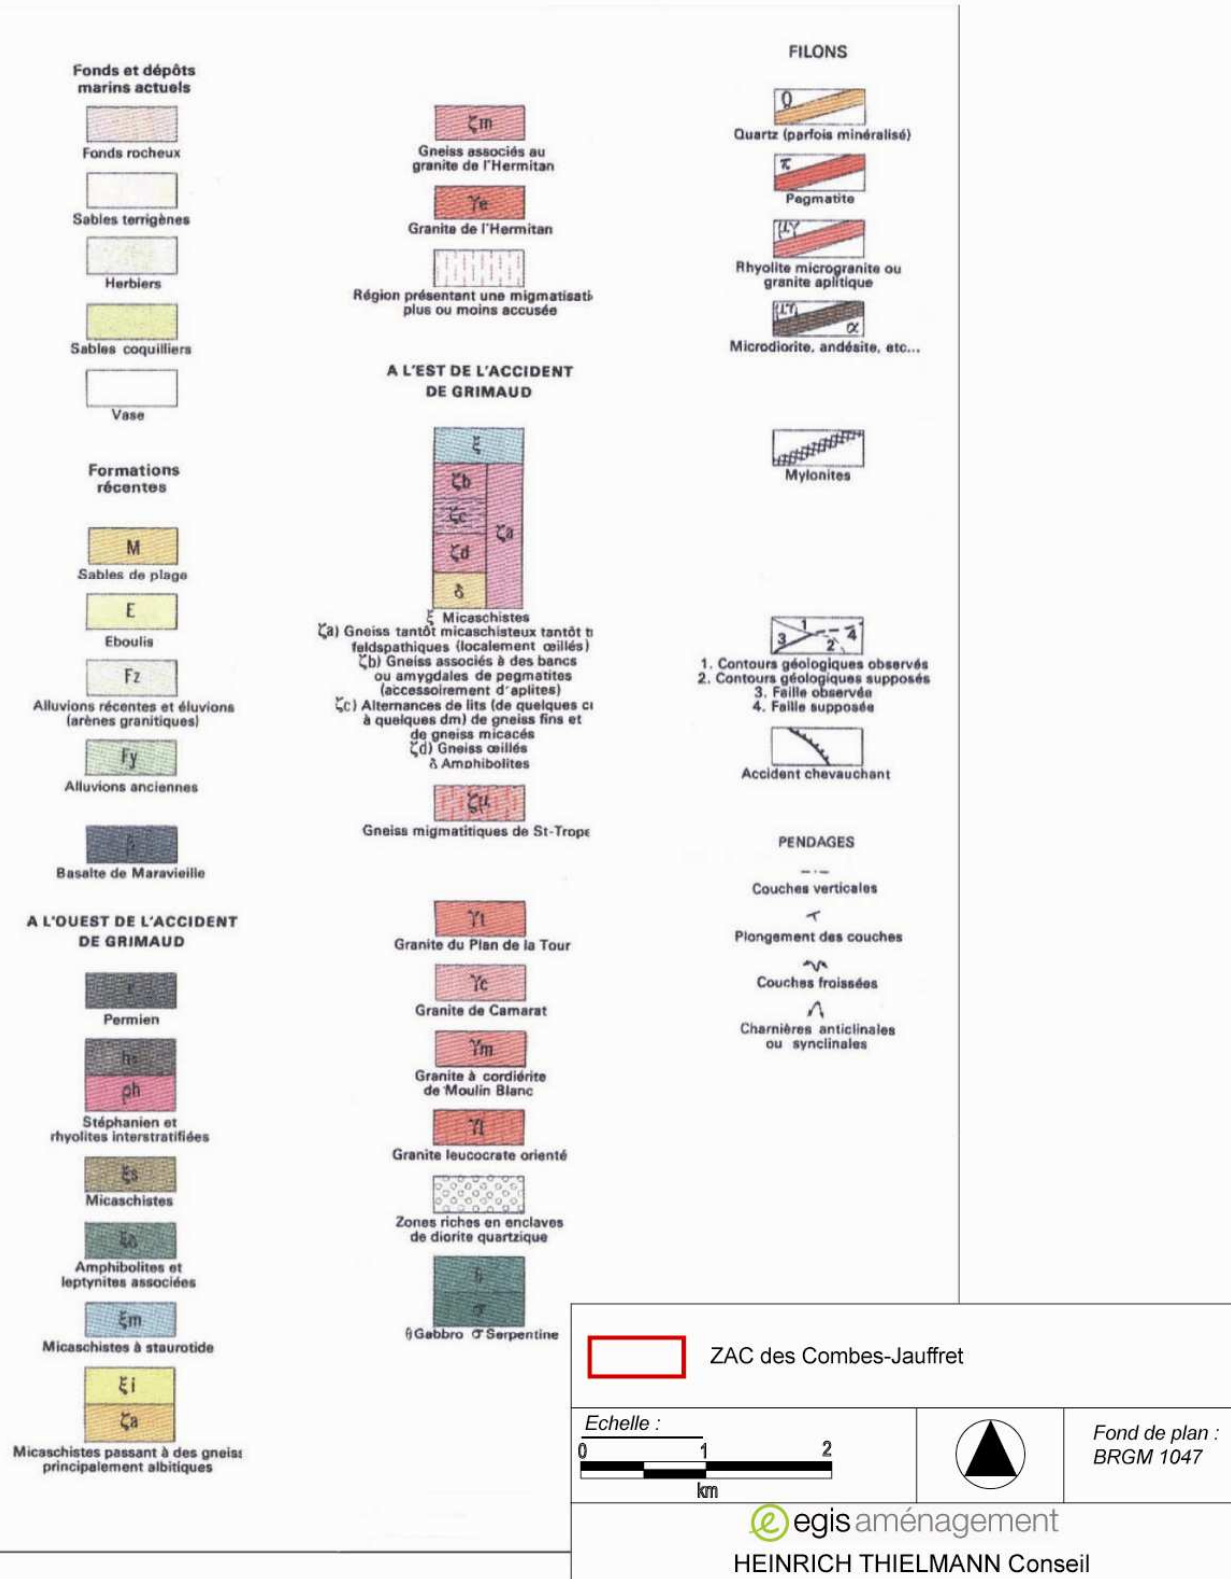 Fonds et dépôts
marins actuels
Fonds rocheux
Sables terrigènes
Herbiers
Sables coquilliers
Vase
Formations
récentes
M
Sables de plage
E
Eboulis
Fz
Alluvions récentes et éluvions
(arènes granitiques)
Fy
Alluvions anciennes
β
Basalte de Maravieille
A L'OUEST DE L'ACCIDENT
DE GRIMAUD
r
Permien
hs
ρh
Stéphanien et
rhyolites interstratifiées
ξs
Micaschistes
Amphibolites et
leptynites associées
ξm
Micaschistes à staurotide
ξi
ζa
Micaschistes passant à des gneis
principalement albitiques
ζm
Gneiss associés au
granite de l'Hermitan
γe
Granite de l'Hermitan
Région présentant une migmatisati
plus ou moins accusée
A L'EST DE L'ACCIDENT
DE GRIMAUD
ξ
ζb
ζc
ζa
ζd
δ
ξ Micaschistes
ζa) Gneiss tantôt micaschisteux tantôt t
feldspathiques (localement œillés)
ζb) Gneiss associés à des bancs
ou amygdales de pegmatites
(accessoirement d'aplites)
ζc) Alternances de lits (de quelques c
à quelques dm) de gneiss fins et
de gneiss micacés
ζd) Gneiss œillés
δ Amphibolites
ζμ
Gneiss migmatitiques de St-Trope
γt
Granite du Plan de la Tour
γc
Granite de Camarat
γm
Granite à cordiérite
de Moulin Blanc
γl
Granite leucocrate orienté
Zones riches en enclaves
de diorite quartzique
θ
σ
θ Gabbro σ Serpentine
FILONS
Q
Quartz (parfois minéralisé)
π
Pegmatite
μγ
Rhyolite microgranite ou
granite aplitique
μη
α
Microdiorite, andésite, etc...
Mylonites
1
3
2
4
1. Contours géologiques observés
2. Contours géologiques supposés
3. Faille observée
4. Faille supposée
Accident chevauchant
PENDAGES
Couches verticales
Plongement des couches
Couches froissées
Charnières anticlinales
ou synclinales
ZAC des Combes-Jauffret
Echelle :
0 1 2
km
Fond de plan :
BRGM 1047
e egis aménagement
HEINRICH THIELMANN Conseil